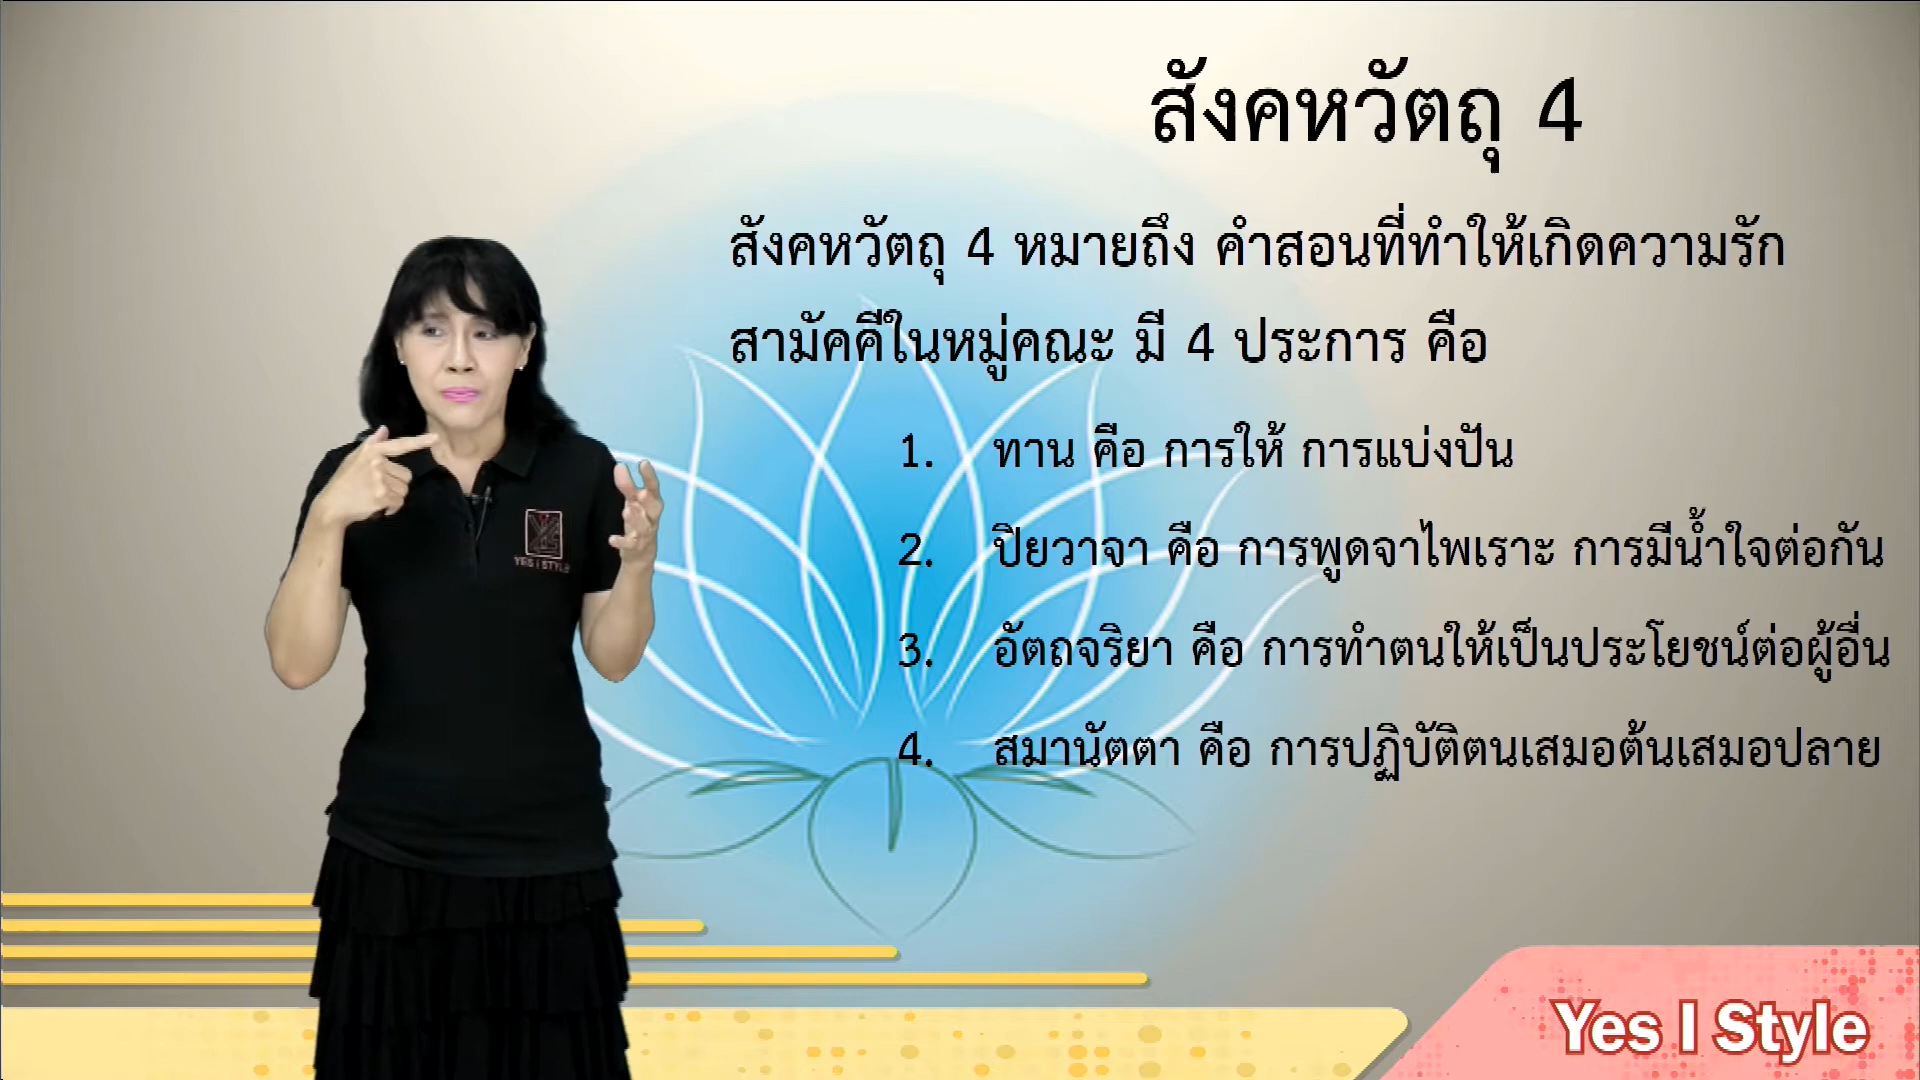 สังคหวัตถุ 4
สังคหวัตถุ 4 หมายถึง คำสอนที่ทำให้เกิดความรัก
สามัคคีในหมู่คณะ มี 4 ประการ คือ
1. ทาน คือ การให้ การแบ่งปัน
2. ปิยวาจา คือ การพูดจาไพเราะ การมีน้ำใจต่อกัน
3. อัตถจริยา คือ การทำตนให้เป็นประโยชน์ต่อผู้อื่น
4. สมานัตตา คือ การปฏิบัติตนเสมอต้นเสมอปลาย
YES I STYLE
Yes I Style